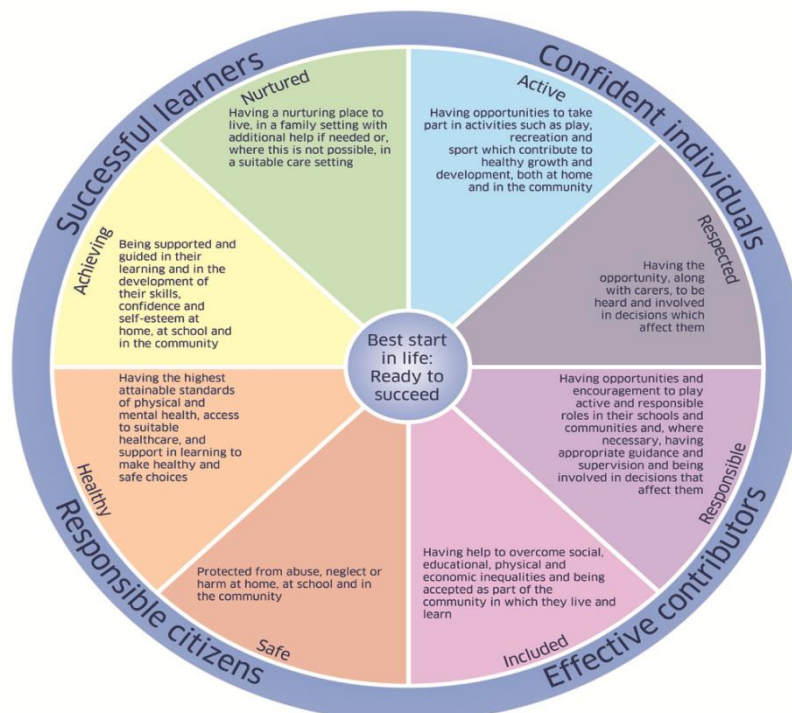 Successful learners
Confident individuals
Nurtured
Having a nurturing place to
live, in a family setting with
additional help if needed or,
where this is not possible, in
a suitable care setting
Active
Having opportunities to take
part in activities such as play,
recreation and
sport which contribute to
healthy growth and
development, both at home
and in the community
Achieving
Being supported and
guided in their
learning and in the
development of
their skills,
confidence and
self-esteem at
home, at school and
in the community
Respected
Having the
opportunity, along
with carers, to be
heard and involved
in decisions which
affect them
Best start
in life:
Ready to
succeed
Healthy
Having the highest
attainable standards
of physical and
mental health, access
to suitable
healthcare, and
support in learning to
make healthy and
safe choices
Responsible
Having opportunities and
encouragement to play
active and responsible
roles in their schools and
communities and, where
necessary, having
appropriate guidance and
supervision and being
involved in decisions that
affect them
Protected from abuse, neglect or
harm at home, at school and in
the community
Safe
Having help to overcome social,
educational, physical and
economic inequalities and being
accepted as part of the
community in which they live and
learn
Included
Responsible citizens
Effective contributors